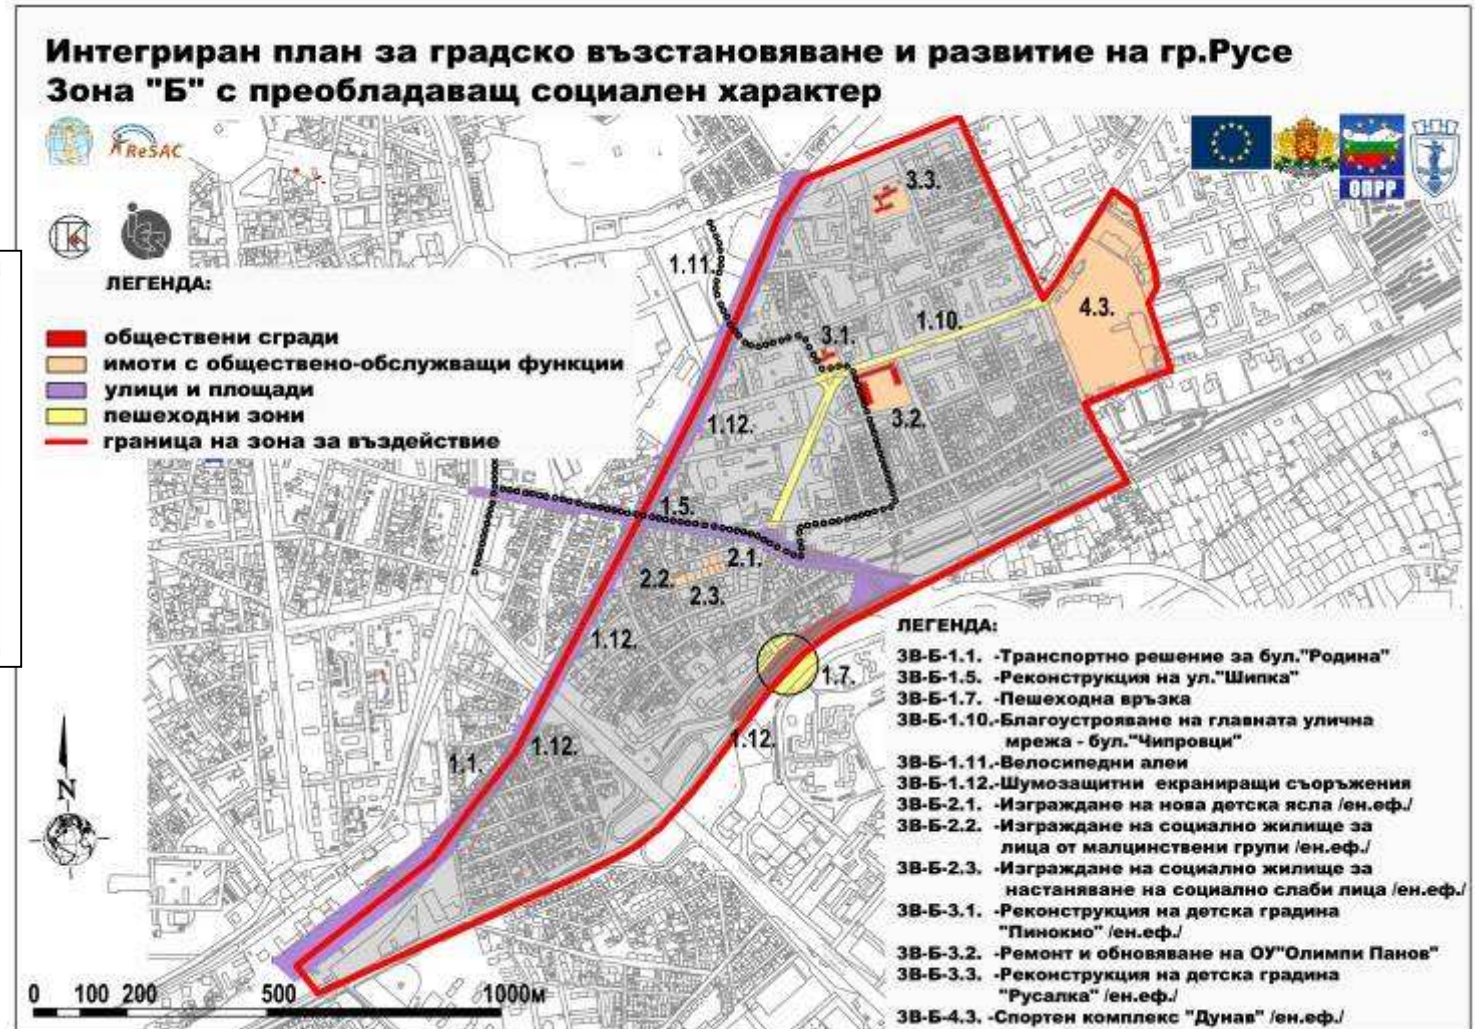 Интегриран план за градско възстановяване и развитие на гр.Русе
Зона "Б" с преобладаващ социален характер
ReSAC
ОПРР
ЛЕГЕНДА:
обществени сгради
имоти с обществено-обслужващи функции
улици и площади
пешеходни зони
граница на зона за въздействие
3.3.
1.11.
4.3.
1.10.
3.1.
3.2.
1.12.
1.5.
2.1.
2.2.
2.3.
1.12.
1.7.
1.12.
1.12.
1.1.
N
0 100 200 500 1000м
ЛЕГЕНДА:
ЗВ-Б-1.1. -Транспортно решение за бул."Родина"
ЗВ-Б-1.5. -Реконструкция на ул."Шипка"
ЗВ-Б-1.7. -Пешеходна връзка
ЗВ-Б-1.10.-Благоустрояване на главната улична
мрежа - бул."Чипровци"
ЗВ-Б-1.11.-Велосипедни алеи
ЗВ-Б-1.12.-Шумозащитни екраниращи съоръжения
ЗВ-Б-2.1. -Изграждане на нова детска ясла /ен.еф./
ЗВ-Б-2.2. -Изграждане на социално жилище за
лица от малцинствени групи /ен.еф./
ЗВ-Б-2.3. -Изграждане на социално жилище за
настаняване на социално слаби лица /ен.еф./
ЗВ-Б-3.1. -Реконструкция на детска градина
"Пинокио" /ен.еф./
ЗВ-Б-3.2. -Ремонт и обновяване на ОУ"Олимпи Панов"
ЗВ-Б-3.3. -Реконструкция на детска градина
"Русалка" /ен.еф./
ЗВ-Б-4.3. -Спортен комплекс "Дунав" /ен.еф./